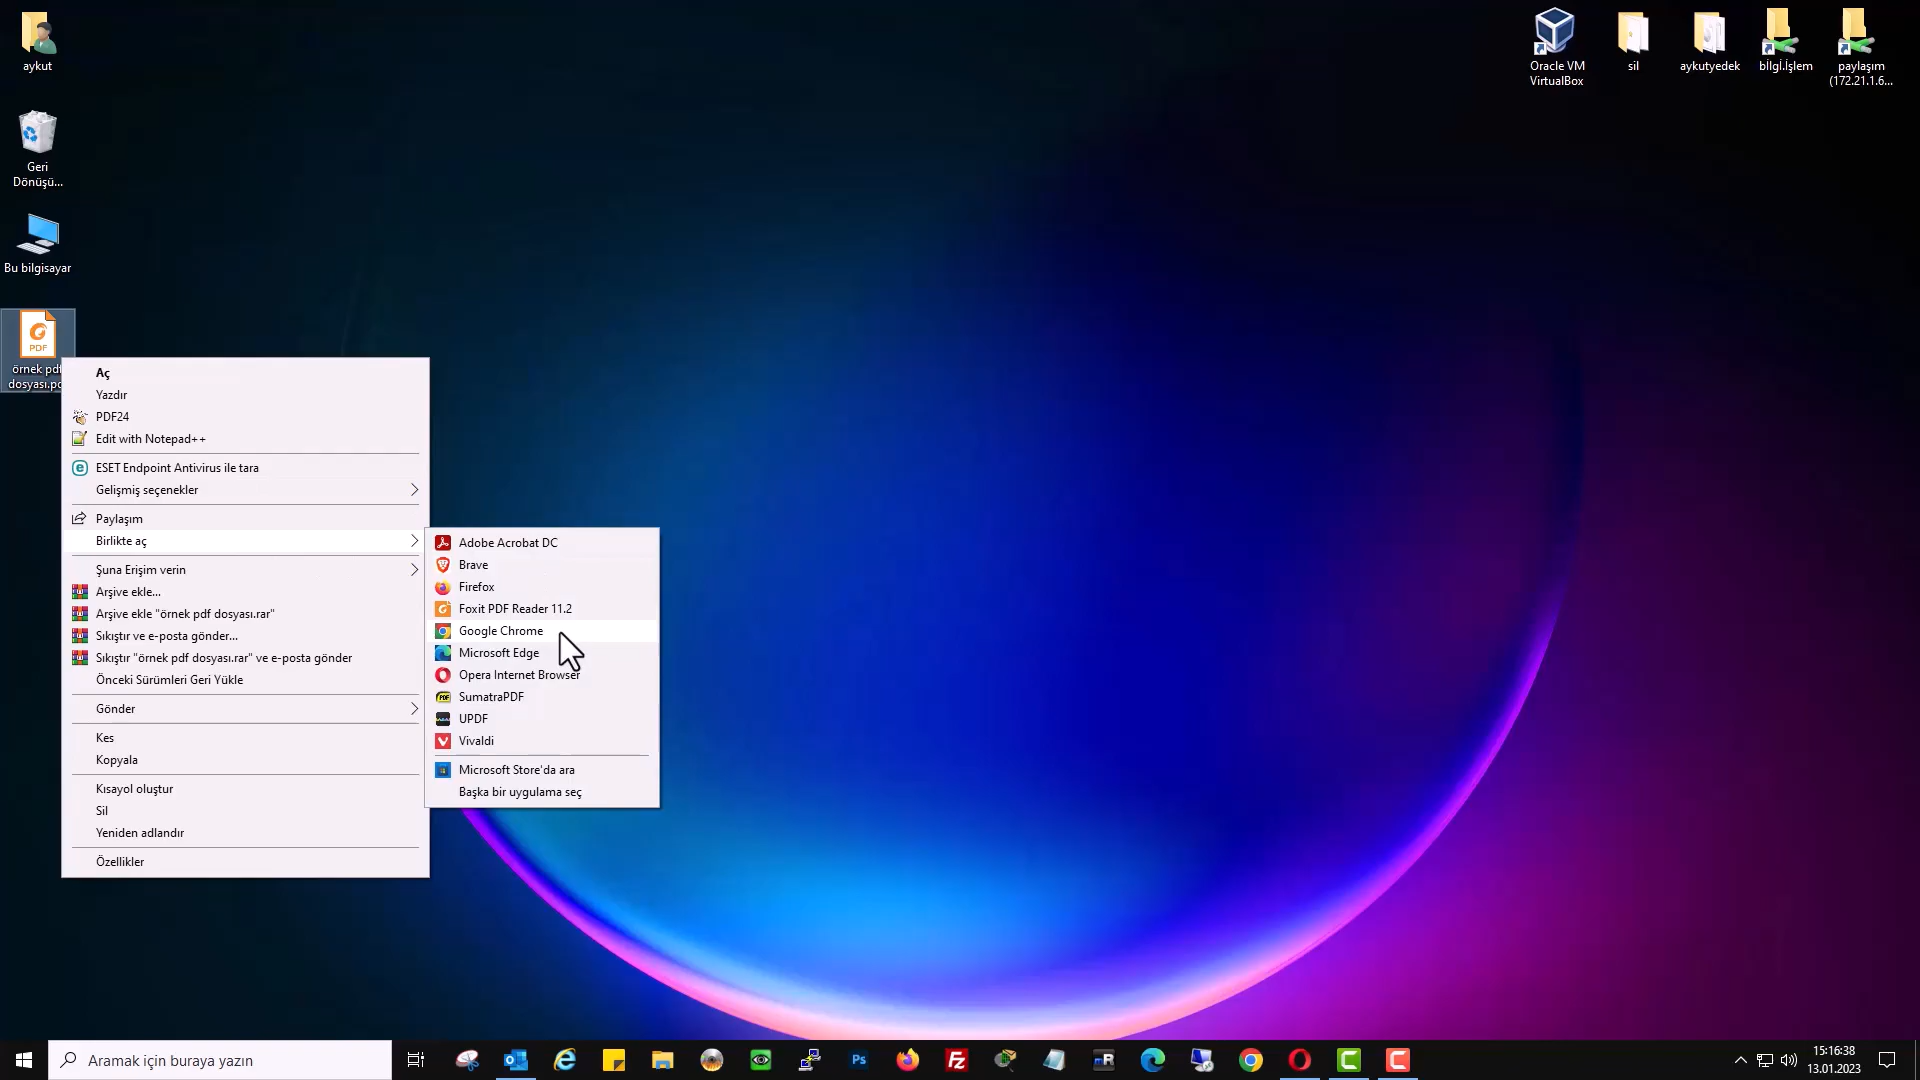 aykut
Geri
Dönüşü...
Bu bilgisayar
PDF
örnek pdf
Oracle VM
VirtualBox
sil
aykutyedek
bİlgİ.İşlem
paylaşım
(172.21.1.6...
Aç
Yazdır
PDF24
Edit with Notepad++
ESET Endpoint Antivirus ile tara
Gelişmiş seçenekler
Paylaşım
Birlikte aç
Şuna Erişim verin
Arşive ekle...
Arşive ekle "örnek pdf dosyası.rar"
Sıkıştır ve e-posta gönder...
Sıkıştır "örnek pdf dosyası.rar" ve e-posta gönder
Önceki Sürümleri Geri Yükle
Gönder
Kes
Kopyala
Kısayol oluştur
Sil
Yeniden adlandır
Özellikler
Adobe Acrobat DC
Brave
Firefox
Foxit PDF Reader 11.2
Google Chrome
Microsoft Edge
Opera Internet Browser
SumatraPDF
UPDF
Vivaldi
Microsoft Store'da ara
Başka bir uygulama seç
Aramak için buraya yazın
Ps
Fz
15:16:38
13.01.2023